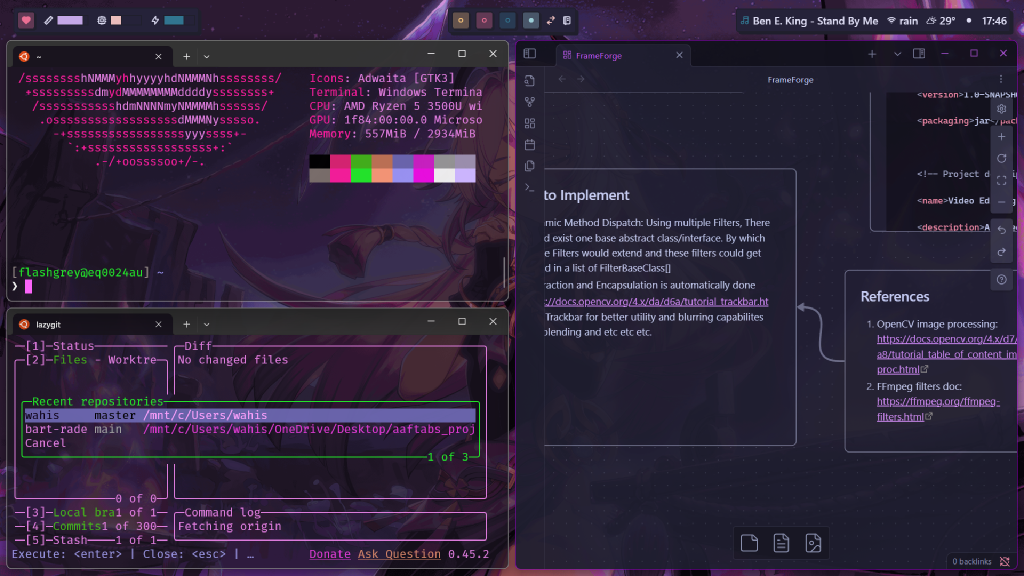 Ben E. King - Stand By Me
rain
29°
17:46
~
/sssssssshNMMMyhhyyyyhdNMMMNhssssssss/
+sssssssssdmydMMMMMMMMddddyssssssss+
/ssssssssssshdmNNNNmyNMMMMhssssss/
.ossssssssssssssssssdMMMNysssso.
-+sssssssssssssssssyyyssss+-
`:+ssssssssssssssssss+:`
.-/+oossssoo+/-.
Icons: Adwaita [GTK3]
Terminal: Windows Termina
CPU: AMD Ryzen 5 3500U wi
GPU: 1f84:00:00.0 Microso
Memory: 557MiB / 2934MiB
[flashgrey@eq0024au] ~
❯
lazygit
[1]-Status
[2]-Files - Worktre
Diff
No changed files
Recent repositories
wahis master /mnt/c/Users/wahis
bart-rade main /mnt/c/Users/wahis/OneDrive/Desktop/aaftabs_proj
Cancel
1 of 3
0 of 0
[3]-Local bra1 of 1
[4]-Commits1 of 300
[5]-Stash 1 of 1
Command log
Fetching origin
Execute: <enter> | Close: <esc> | …
Donate Ask Question 0.45.2
FrameForge
FrameForge
<version>1.0-SNAPSHO
<packaging>jar</pack
<!-- Project d
<name>Video Ed
<description>A
to Implement
mic Method Dispatch: Using multiple Filters, There
d exist one base abstract class/interface. By which
e Filters would extend and these filters could get
d in a list of FilterBaseClass[]
raction and Encapsulation is automatically done
://docs.opencv.org/4.x/da/d6a/tutorial_trackbar.ht
Trackbar for better utility and blurring capabilites
blending and etc etc etc.
References
1. OpenCV image processing:
https://docs.opencv.org/4.x/d7/
a8/tutorial_table_of_content_im
proc.html
2. FFmpeg filters doc:
https://ffmpeg.org/ffmpeg-
filters.html
0 backlinks